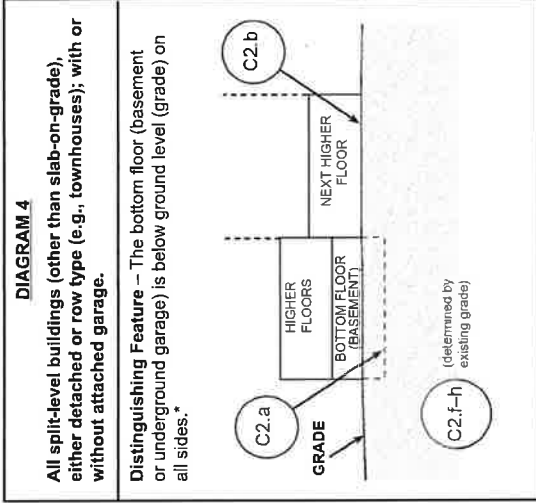 DIAGRAM 4
All split-level buildings (other than slab-on-grade),
either detached or row type (e.g., townhouses); with or
without attached garage.
Distinguishing Feature – The bottom floor (basement
or underground garage) is below ground level (grade) on
all sides.*
C2.a
C2.b
HIGHER
FLOORS
NEXT HIGHER
FLOOR
BOTTOM FLOOR
(BASEMENT)
GRADE
C2.f–h
(determined by
existing grade)